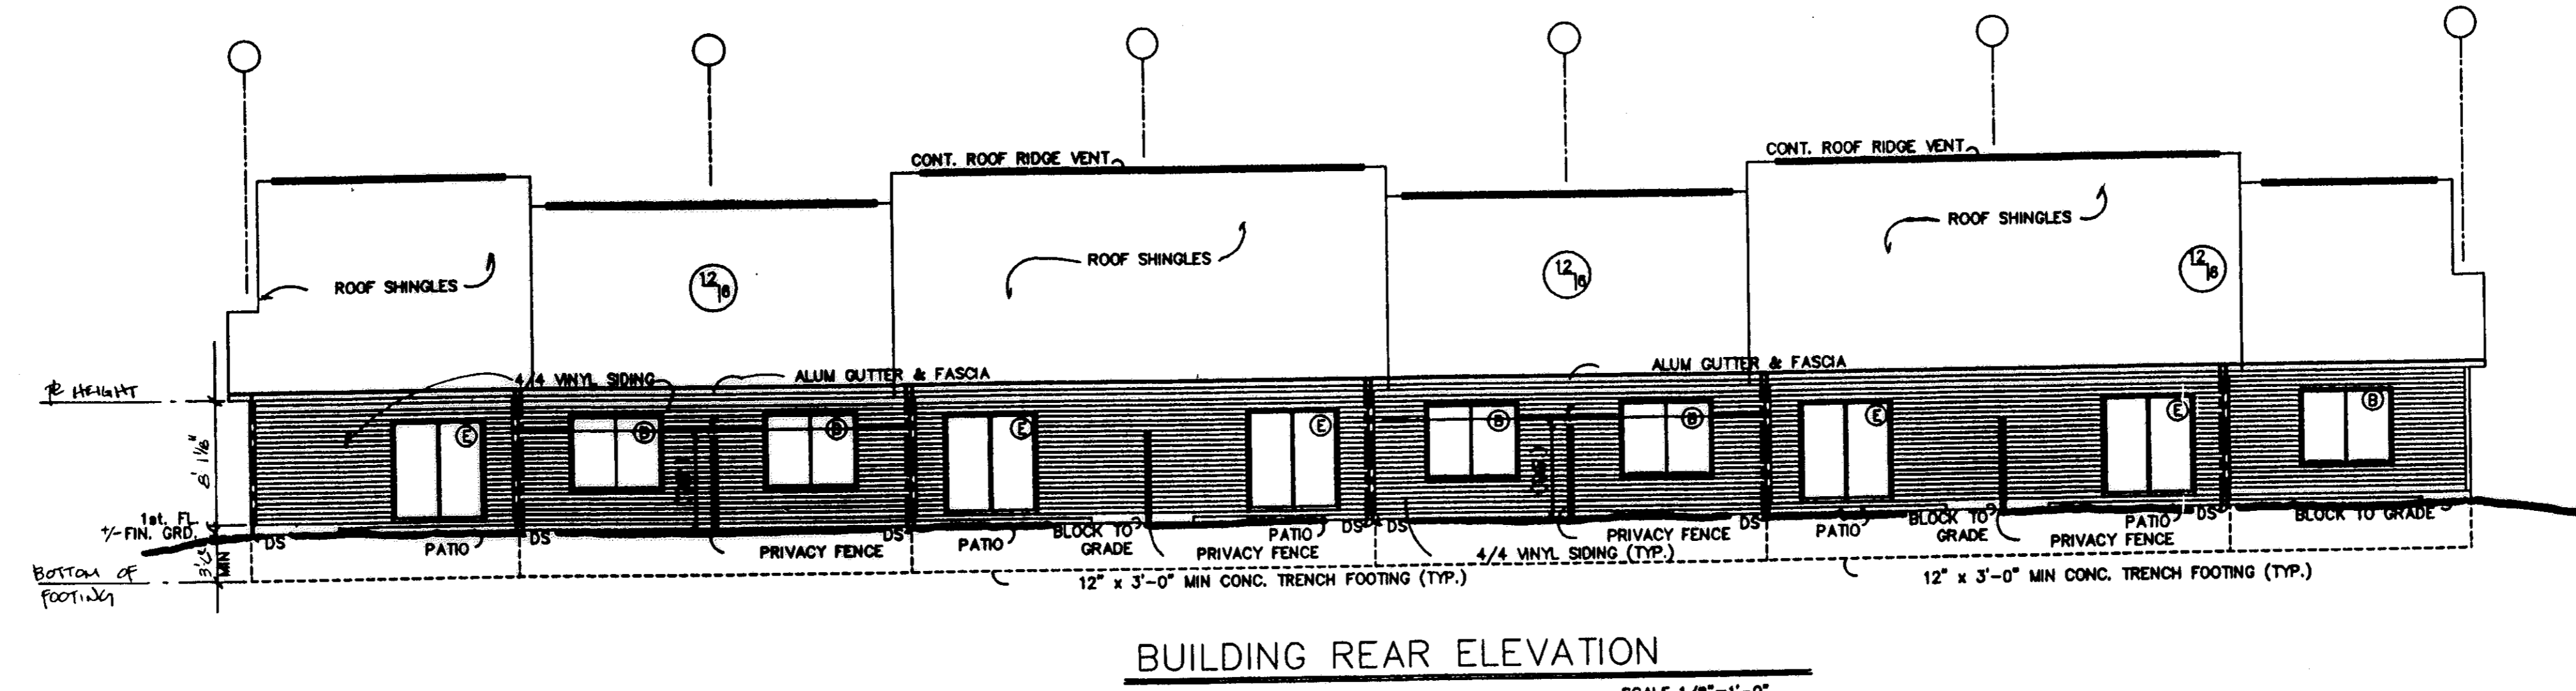 CONT. ROOF RIDGE VENT
CONT. ROOF RIDGE VENT
ROOF SHINGLES
ROOF SHINGLES
ROOF SHINGLES
12
6
12
6
12
6
PL HEIGHT
4/4 VINYL SIDING
ALUM GUTTER & FASCIA
ALUM GUTTER & FASCIA
E
B
B
E
E
B
B
E
E
B
8' 1 1/8"
1st. FL.
+/- FIN. GRD.
DS
PATIO
DS
PRIVACY FENCE
DS
PATIO
BLOCK TO
GRADE
PRIVACY FENCE
PATIO
DS
DS
4/4 VINYL SIDING (TYP.)
PRIVACY FENCE
DS
PATIO
BLOCK TO
GRADE
PRIVACY FENCE
PATIO
DS
BLOCK TO GRADE
MIN
BOTTOM OF
FOOTING
12" x 3'-0" MIN CONC. TRENCH FOOTING (TYP.)
12" x 3'-0" MIN CONC. TRENCH FOOTING (TYP.)
BUILDING REAR ELEVATION
SCALE 1/8"=1'-0"